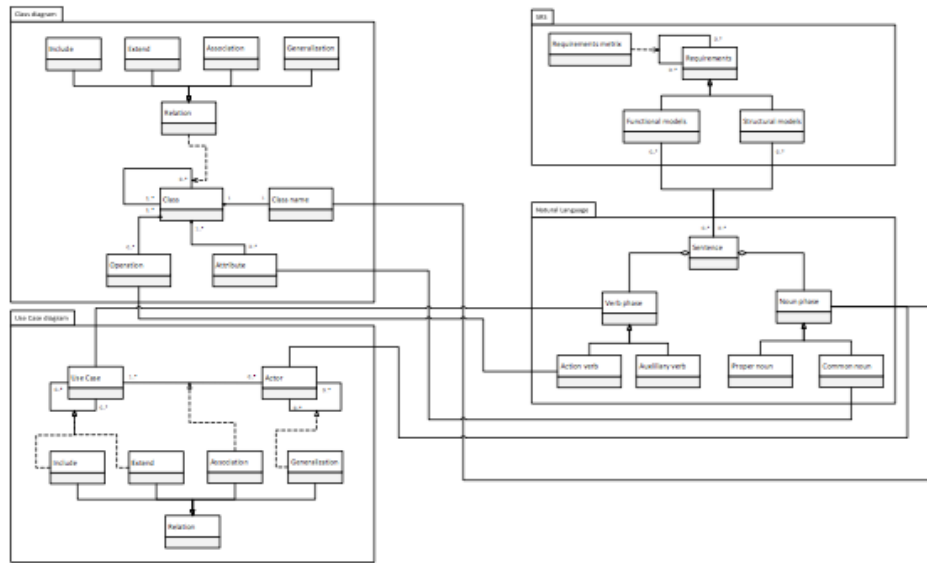 Class diagram
Include
Extend
Association
Generalization
Relation
0..*
1..*
Class
1
1
Class name
1..*
1..*
0..*
0..*
Operation
Attribute
Use Case diagram
Use Case
1..*
0..*
Actor
0..*
0..*
0..*
0..*
Include
Extend
Association
Generalization
Relation
SRS
Requirements metrix
0..*
Requirements
0..*
Functional models
Structural models
0..*
0..*
Natural Language
0..*
0..*
Sentence
Verb phase
Noun phase
Action verb
Auxilliary verb
Proper noun
Common noun